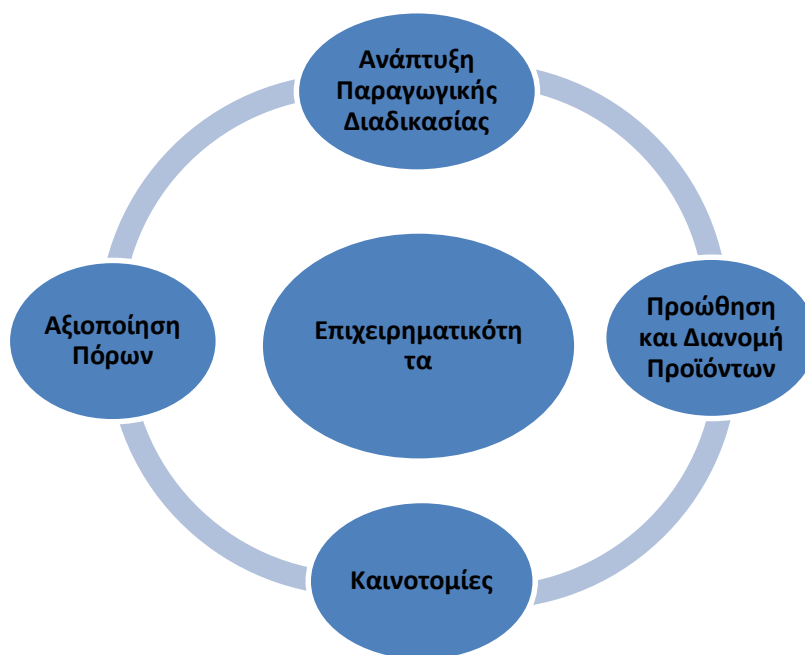 Ανάπτυξη
Παραγωγικής
Διαδικασίας
Αξιοποίηση
Πόρων
Επιχειρηματικότη
τα
Προώθηση
και Διανομή
Προϊόντων
Καινοτομίες